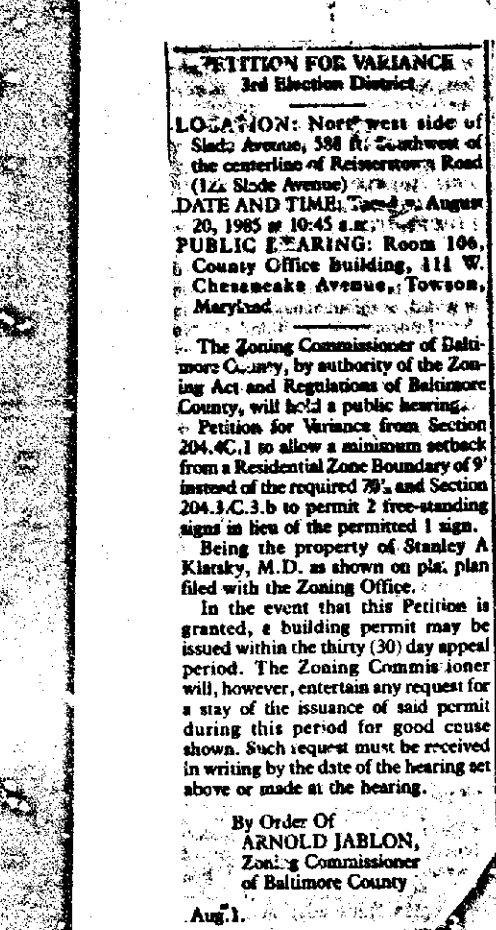 PETITION FOR VARIANCE
3rd Election District
LOCATION: Northwest side of
Slade Avenue, 580 ft. Southwest of
the centerline of Reisterstown Road
(122 Slade Avenue)
DATE AND TIME: Tuesday, August
20, 1985 at 10:45 a.m.
PUBLIC HEARING: Room 106,
County Office Building, 111 W.
Chesapeake Avenue, Towson,
Maryland
The Zoning Commissioner of Balti-
more County, by authority of the Zon-
ing Act and Regulations of Baltimore
County, will hold a public hearing.
Petition for Variance from Section
204.4C.1 to allow a minimum setback
from a Residential Zone Boundary of 9'
instead of the required 70', and Section
204.3.C.3.b to permit 2 free-standing
signs in lieu of the permitted 1 sign.
Being the property of Stanley A
Klatsky, M.D. as shown on plat plan
filed with the Zoning Office.
In the event that this Petition is
granted, a building permit may be
issued within the thirty (30) day appeal
period. The Zoning Commissioner
will, however, entertain any request for
a stay of the issuance of said permit
during this period for good cause
shown. Such request must be received
in writing by the date of the hearing set
above or made at the hearing.
By Order Of
ARNOLD JABLON,
Zoning Commissioner
of Baltimore County
Aug. 1.